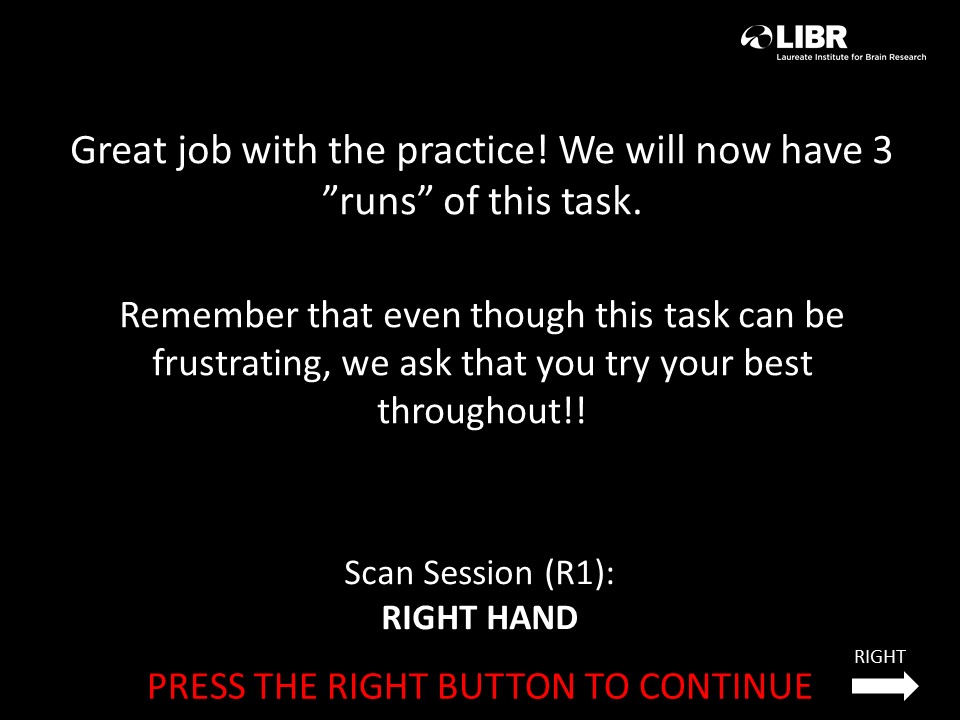 LIBR
Laureate Institute for Brain Research
Great job with the practice! We will now have 3
”runs” of this task.
Remember that even though this task can be
frustrating, we ask that you try your best
throughout!!
Scan Session (R1):
RIGHT HAND
RIGHT
PRESS THE RIGHT BUTTON TO CONTINUE